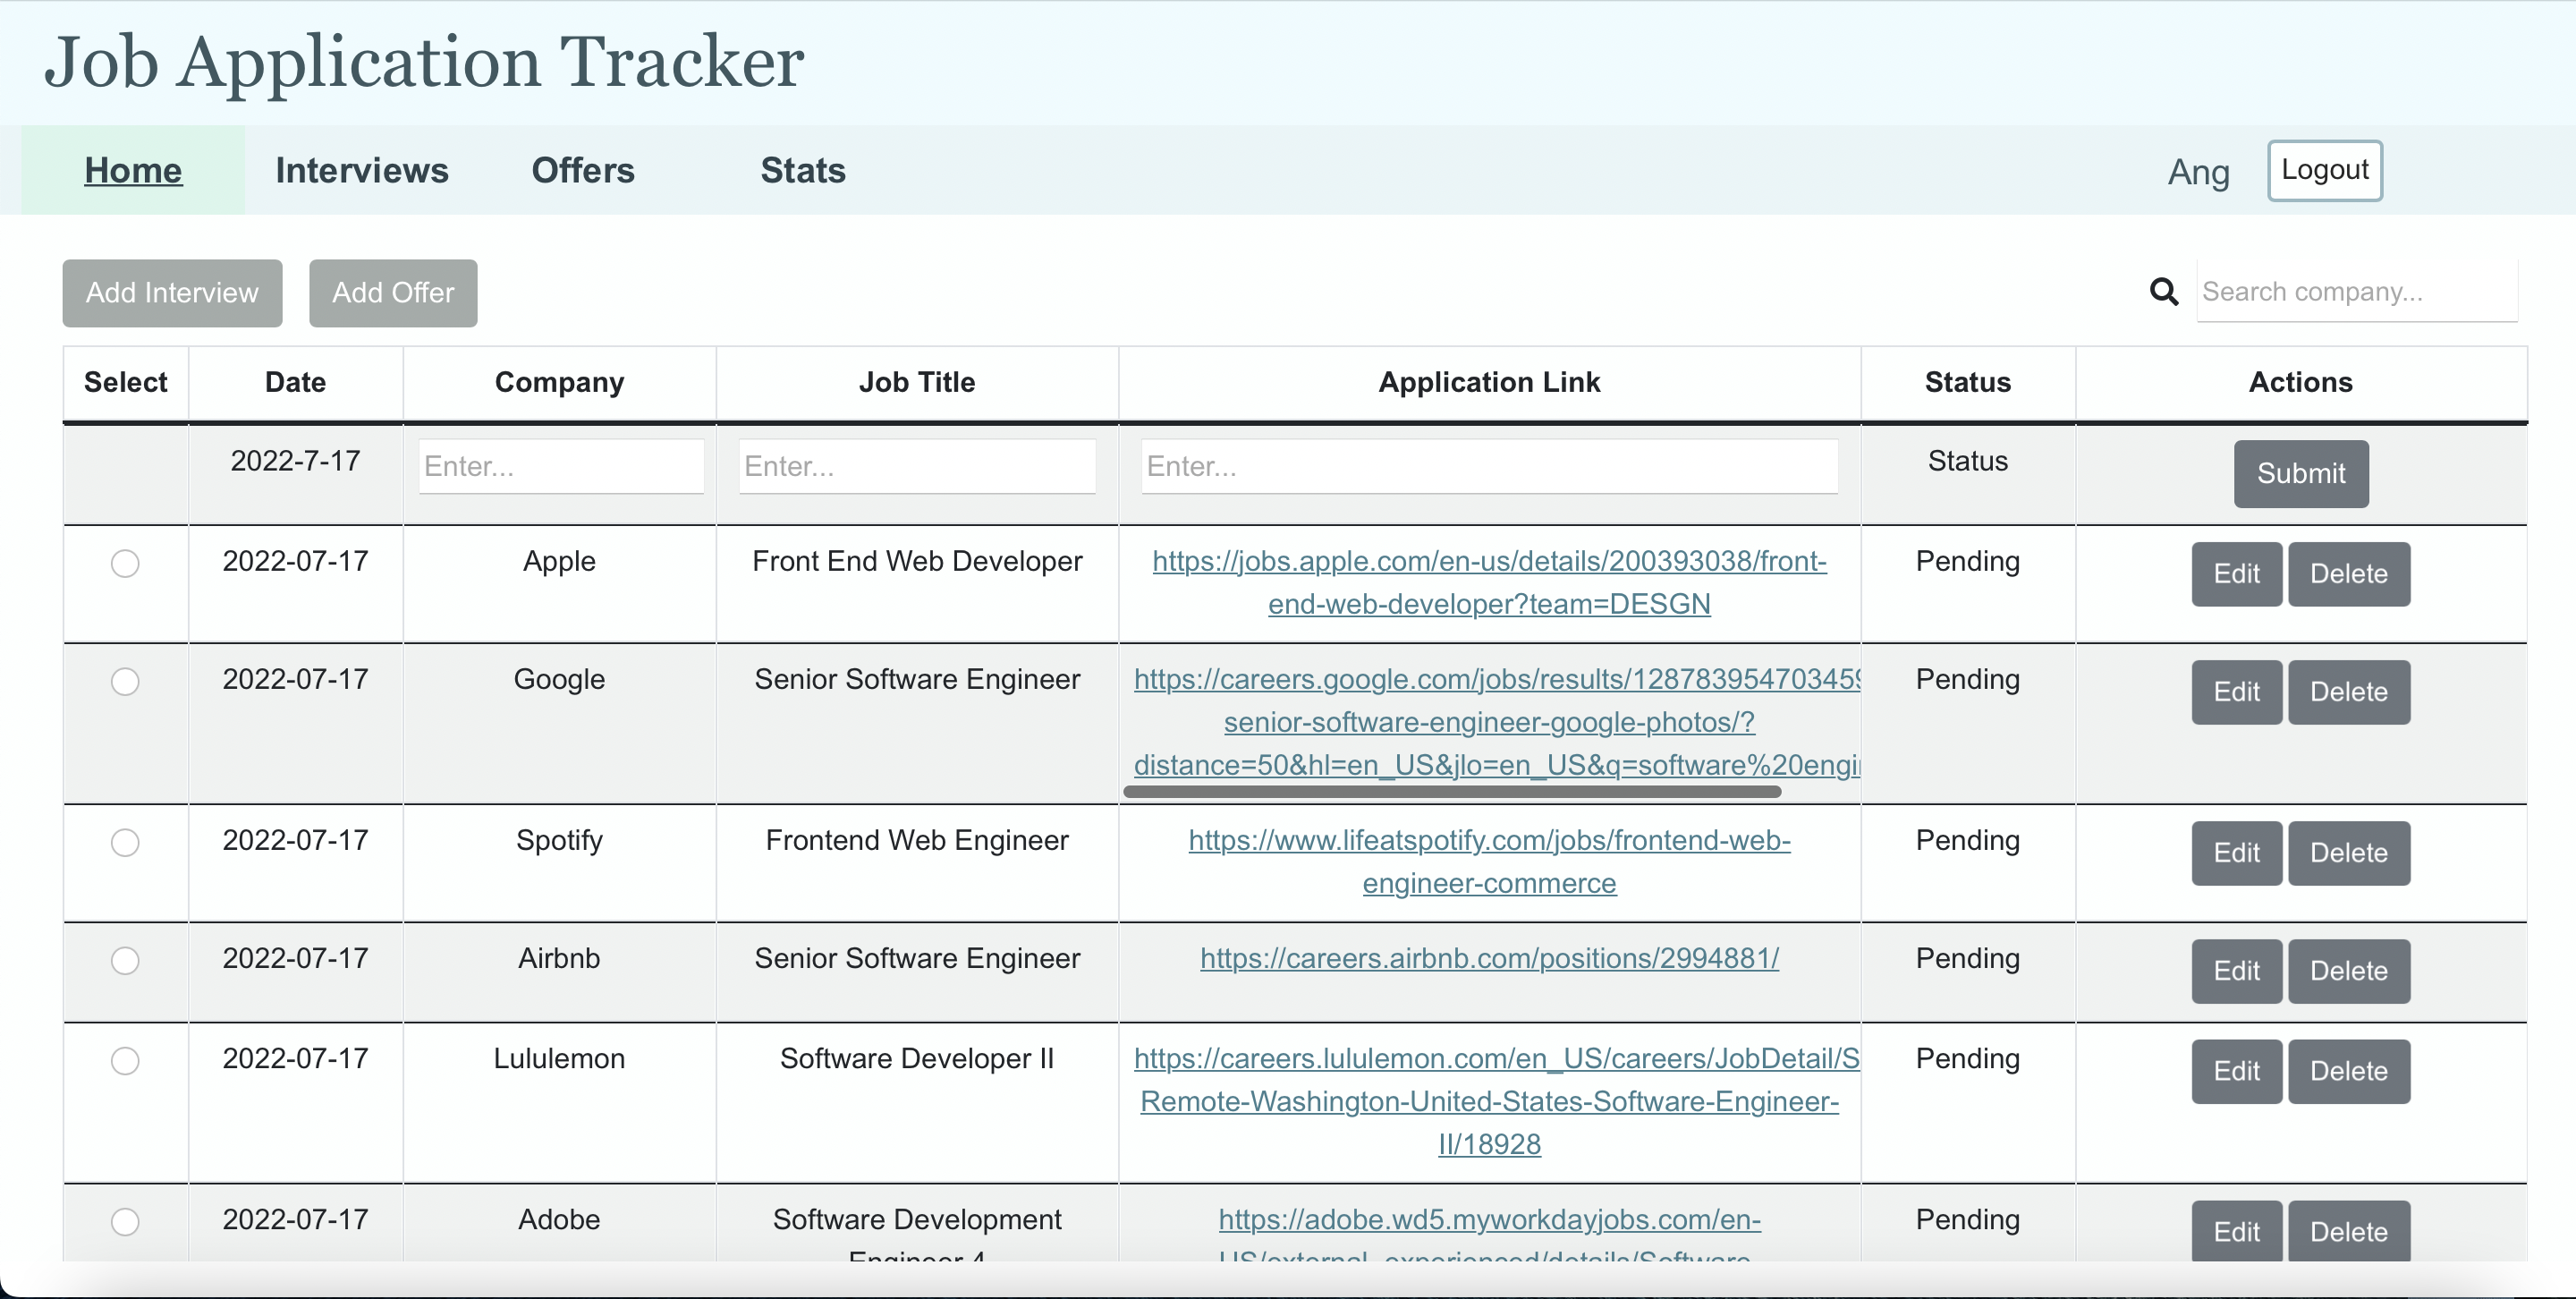 Job Application Tracker
Home Interviews Offers Stats Ang Logout
Add Interview Add Offer Search company...
Select Date Company Job Title Application Link Status Actions
2022-7-17 Enter... Enter... Enter... Status Submit
2022-07-17 Apple Front End Web Developer https://jobs.apple.com/en-us/details/200393038/front- Pending Edit Delete
end-web-developer?team=DESGN
2022-07-17 Google Senior Software Engineer https://careers.google.com/jobs/results/128783954703459 Pending Edit Delete
senior-software-engineer-google-photos/?
distance=50&hl=en_US&jlo=en_US&q=software%20engi
2022-07-17 Spotify Frontend Web Engineer https://www.lifeatspotify.com/jobs/frontend-web- Pending Edit Delete
engineer-commerce
2022-07-17 Airbnb Senior Software Engineer https://careers.airbnb.com/positions/2994881/ Pending Edit Delete
2022-07-17 Lululemon Software Developer II https://careers.lululemon.com/en_US/careers/JobDetail/S Pending Edit Delete
Remote-Washington-United-States-Software-Engineer-
II/18928
2022-07-17 Adobe Software Development https://adobe.wd5.myworkdayjobs.com/en- Pending Edit Delete
Engineer 4 US/external_experienced/details/Software-